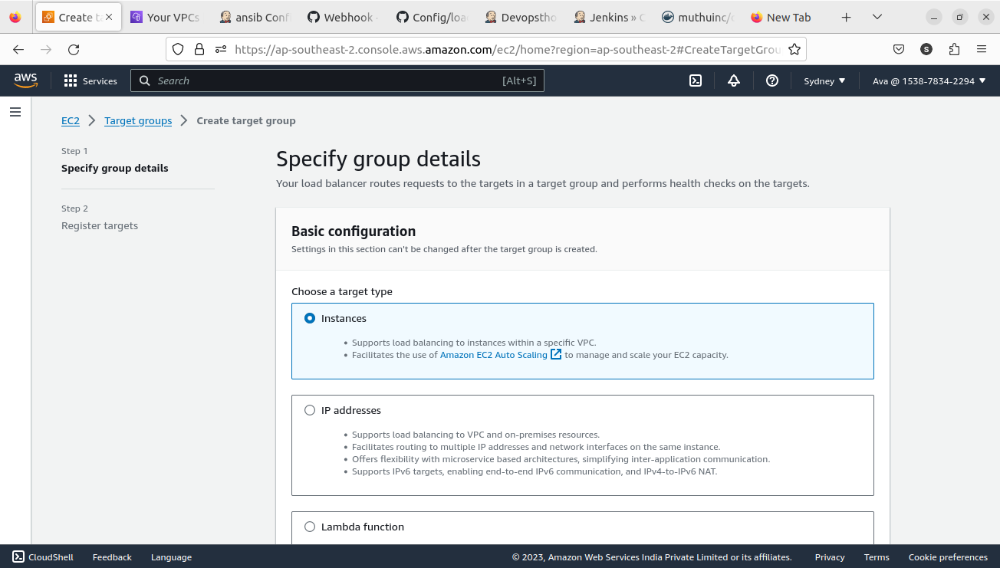 Create ta
Your VPCs
ansib Conf
Webhook
Config/loa
Devopstho
Jenkins » C
muthuinc/
New Tab
https://ap-southeast-2.console.aws.amazon.com/ec2/home?region=ap-southeast-2#CreateTargetGrou
S
aws
Services
Search
[Alt+S]
Sydney
Ava @ 1538-7834-2294
EC2
Target groups
Create target group
Step 1
Specify group details
Step 2
Register targets
Specify group details
Your load balancer routes requests to the targets in a target group and performs health checks on the targets.
Basic configuration
Settings in this section can't be changed after the target group is created.
Choose a target type
Instances
• Supports load balancing to instances within a specific VPC.
• Facilitates the use of Amazon EC2 Auto Scaling to manage and scale your EC2 capacity.
IP addresses
• Supports load balancing to VPC and on-premises resources.
• Facilitates routing to multiple IP addresses and network interfaces on the same instance.
• Offers flexibility with microservice based architectures, simplifying inter-application communication.
• Supports IPv6 targets, enabling end-to-end IPv6 communication, and IPv4-to-IPv6 NAT.
Lambda function
CloudShell
Feedback
Language
© 2023, Amazon Web Services India Private Limited or its affiliates.
Privacy
Terms
Cookie preferences